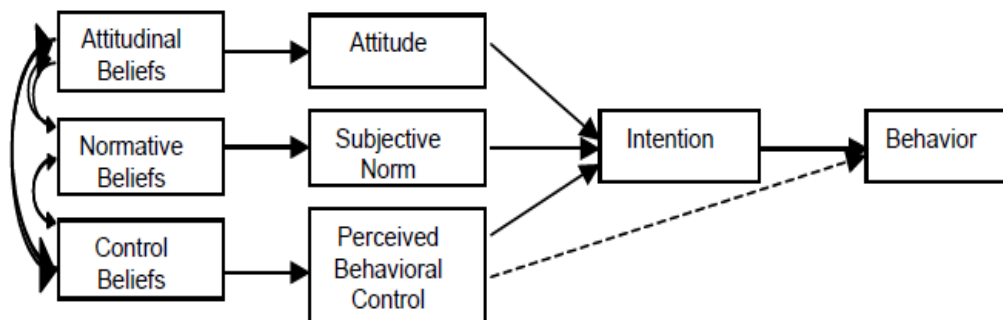 Attitudinal
Beliefs
Attitude
Normative
Beliefs
Subjective
Norm
Intention
Behavior
Control
Beliefs
Perceived
Behavioral
Control